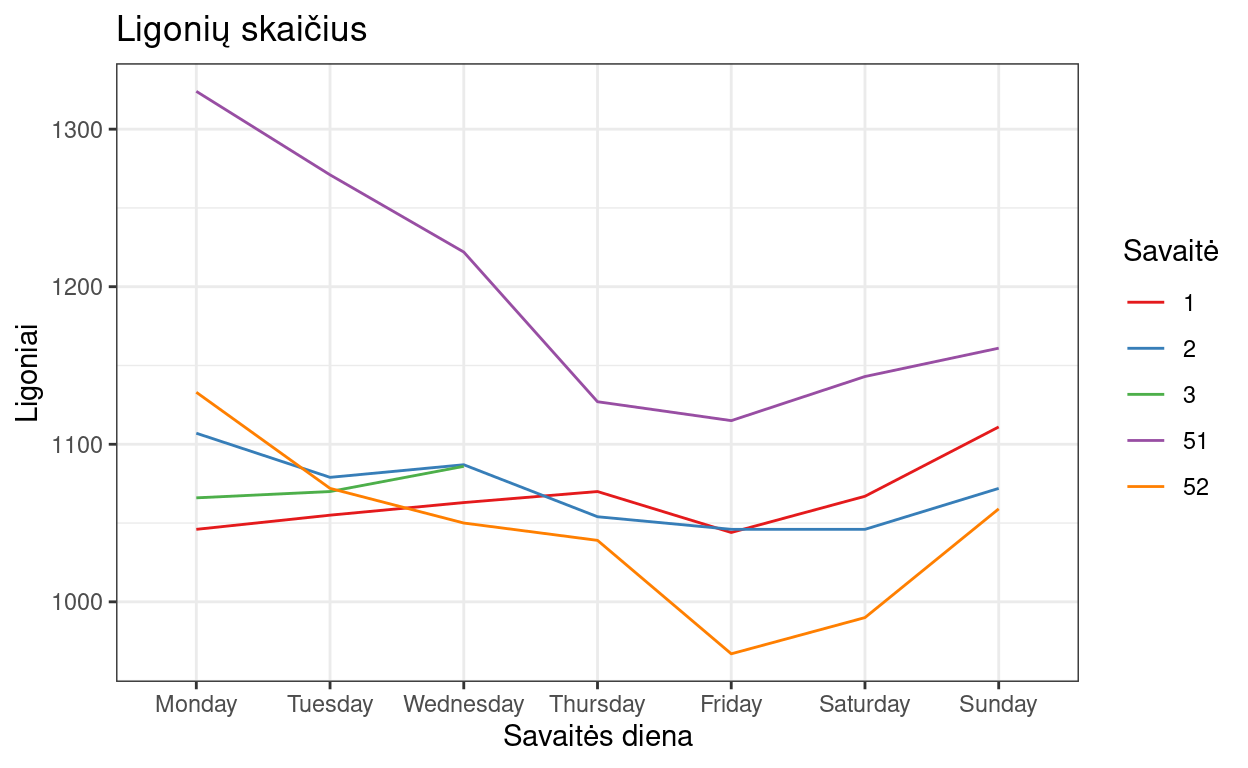 Ligonių skaičius
Ligoniai
1300
1200
1100
1000
Monday Tuesday Wednesday Thursday Friday Saturday Sunday
Savaitės diena
Savaitė
1
2
3
51
52